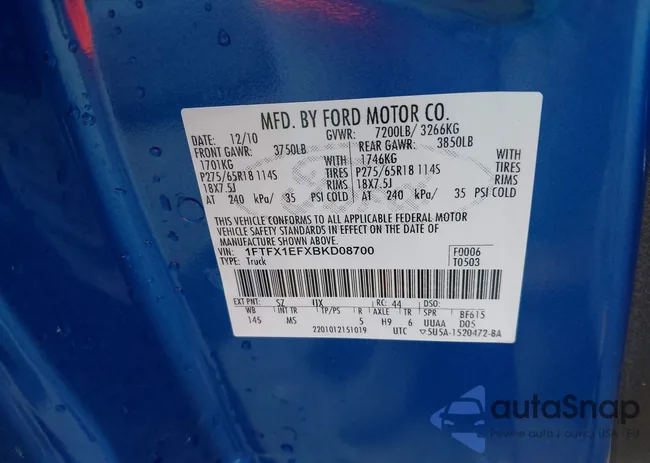 MFD. BY FORD MOTOR CO.
DATE: 12/10 GVWR: 7200LB/ 3266KG
FRONT GAWR: 3750LB REAR GAWR: 3850LB
1701KG WITH 1746KG WITH
P275/65R18 114S TIRES P275/65R18 114S TIRES
18X7.5J RIMS 18X7.5J RIMS
AT 240 kPa/ 35 PSI COLD AT 240 kPa/ 35 PSI COLD
THIS VEHICLE CONFORMS TO ALL APPLICABLE FEDERAL MOTOR
VEHICLE SAFETY STANDARDS IN EFFECT ON THE DATE OF
MANUFACTURE SHOWN ABOVE.
VIN: 1FTFX1EFXBKD08700 F0006
TYPE: Truck T0503
EXT PNT: SZ RC: 44 DSO:
WB INT TR TP/PS R AXLE TR SPR BF615
145 MS 5 H9 6 UUAA D05
2201012151019 UTC ▽5U5A-1520472-BA
autoSnap